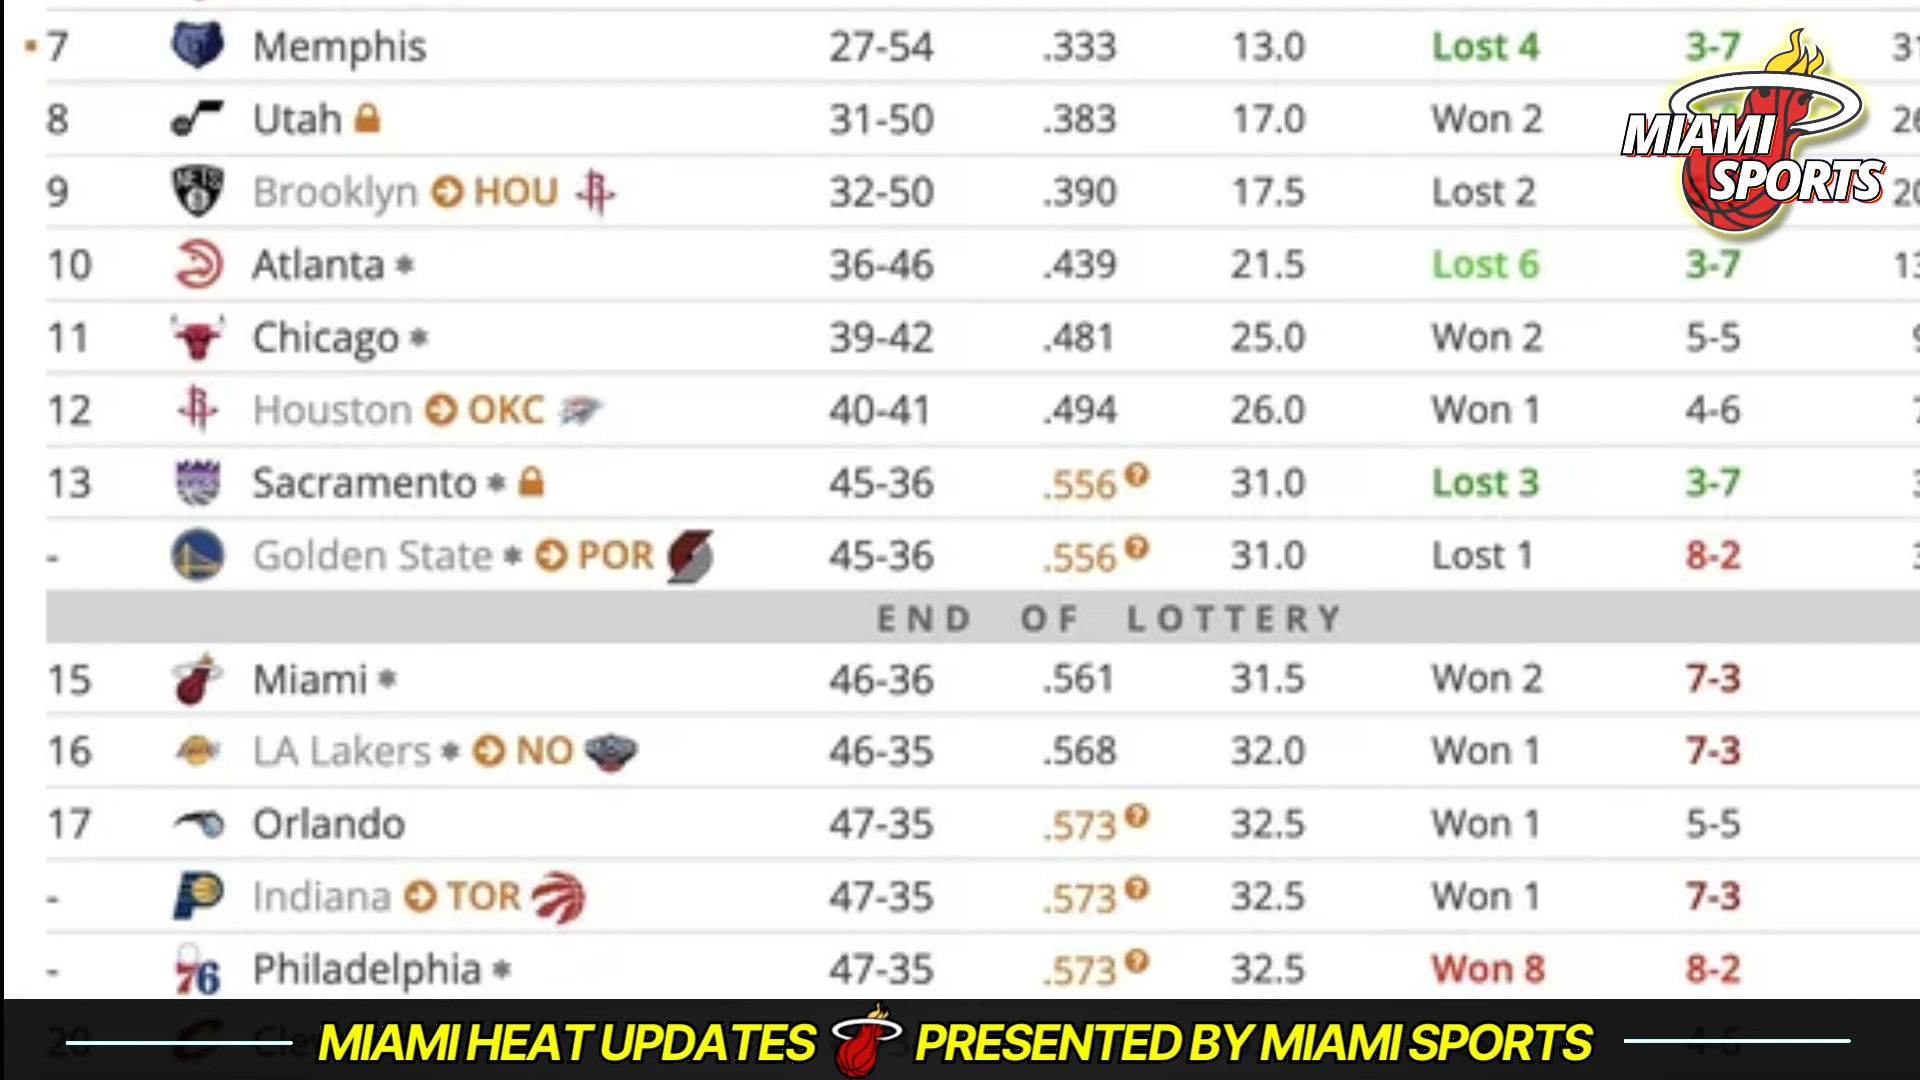 7 Memphis 27-54 .333 13.0 Lost 4 3-7
8 Utah 31-50 .383 17.0 Won 2
9 Brooklyn HOU 32-50 .390 17.5 Lost 2
10 Atlanta * 36-46 .439 21.5 Lost 6 3-7
11 Chicago * 39-42 .481 25.0 Won 2 5-5
12 Houston OKC 40-41 .494 26.0 Won 1 4-6
13 Sacramento * 45-36 .556 ? 31.0 Lost 3 3-7
- Golden State * POR 45-36 .556 ? 31.0 Lost 1 8-2
END OF LOTTERY
15 Miami * 46-36 .561 31.5 Won 2 7-3
16 LA Lakers * NO 46-35 .568 32.0 Won 1 7-3
17 Orlando 47-35 .573 ? 32.5 Won 1 5-5
- Indiana TOR 47-35 .573 ? 32.5 Won 1 7-3
- Philadelphia * 47-35 .573 ? 32.5 Won 8 8-2
20 4-6
MIAMI
SPORTS
MIAMI HEAT UPDATES PRESENTED BY MIAMI SPORTS